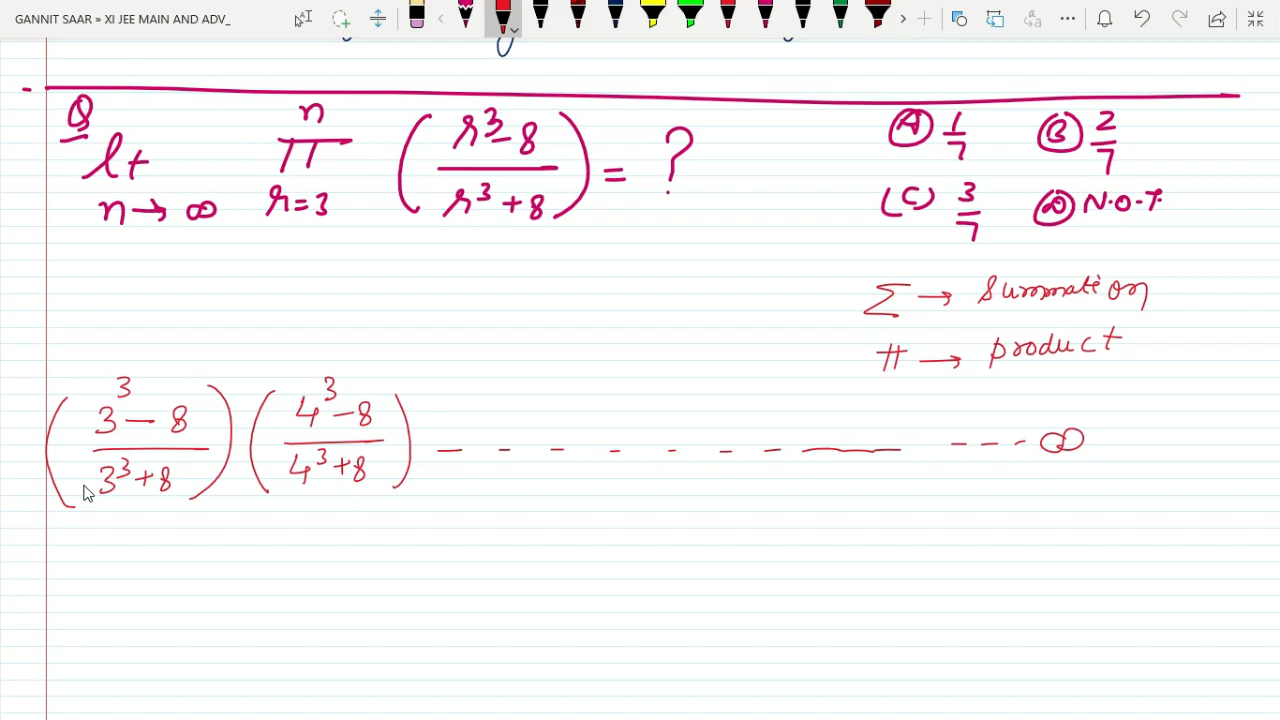 GANNIT SAAR » XI JEE MAIN AND ADV_
Q
lt n→∞ n π r=3 (r³-8 / r³+8) = ?
(A) 1/7 (B) 2/7
(C) 3/7 (D) N.O.T.
Σ → Summation
π → product
(3³-8 / 3³+8) (4³-8 / 4³+8) - - - - - - - — - - - ∞